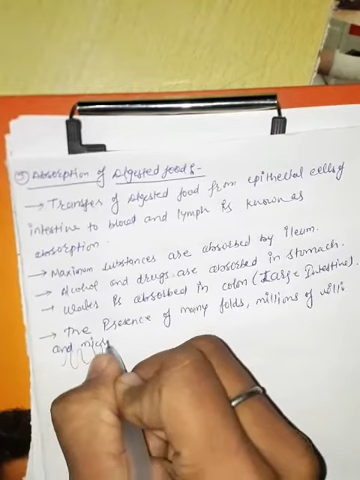 5 Absorption of digested food :-
→ Transfer of digested food from epithelial cells of
intestine to blood and lymph is known as
absorption.
→ Maximum substances are absorbed by ileum.
→ Alcohol and drugs are absorbed in stomach.
→ Water is absorbed in colon (Large Intestine).
→ The Presence of many folds, millions of villi
and micro